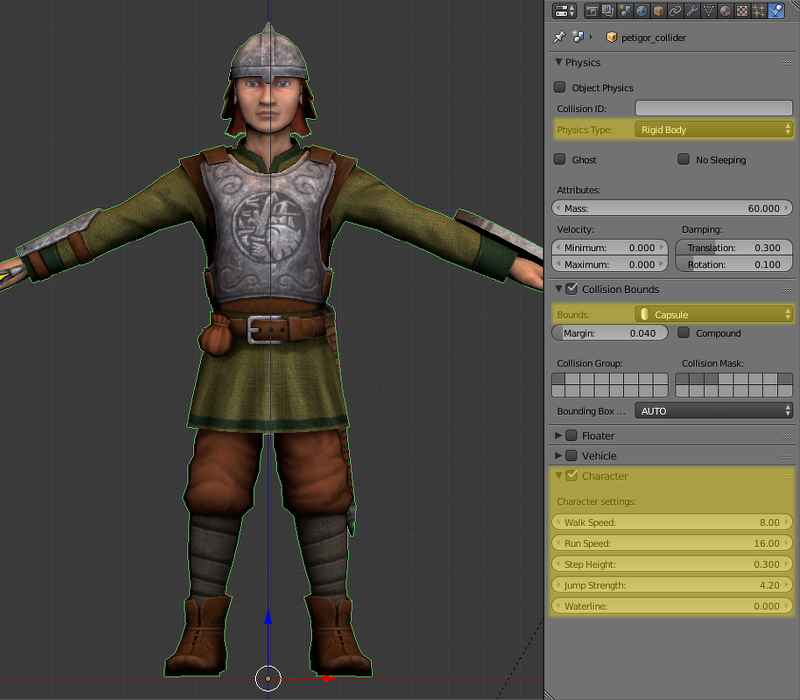 petigor_collider
Physics
Object Physics
Collision ID:
Physics Type: Rigid Body
Ghost No Sleeping
Attributes:
Mass: 60.000
Velocity: Damping:
Minimum: 0.000 Translation: 0.300
Maximum: 0.000 Rotation: 0.100
Collision Bounds
Bounds: Capsule
Margin: 0.040 Compound
Collision Group: Collision Mask:
Bounding Box ... AUTO
Floater
Vehicle
Character
Character settings:
Walk Speed: 8.00
Run Speed: 16.00
Step Height: 0.300
Jump Strength: 4.20
Waterline: 0.000